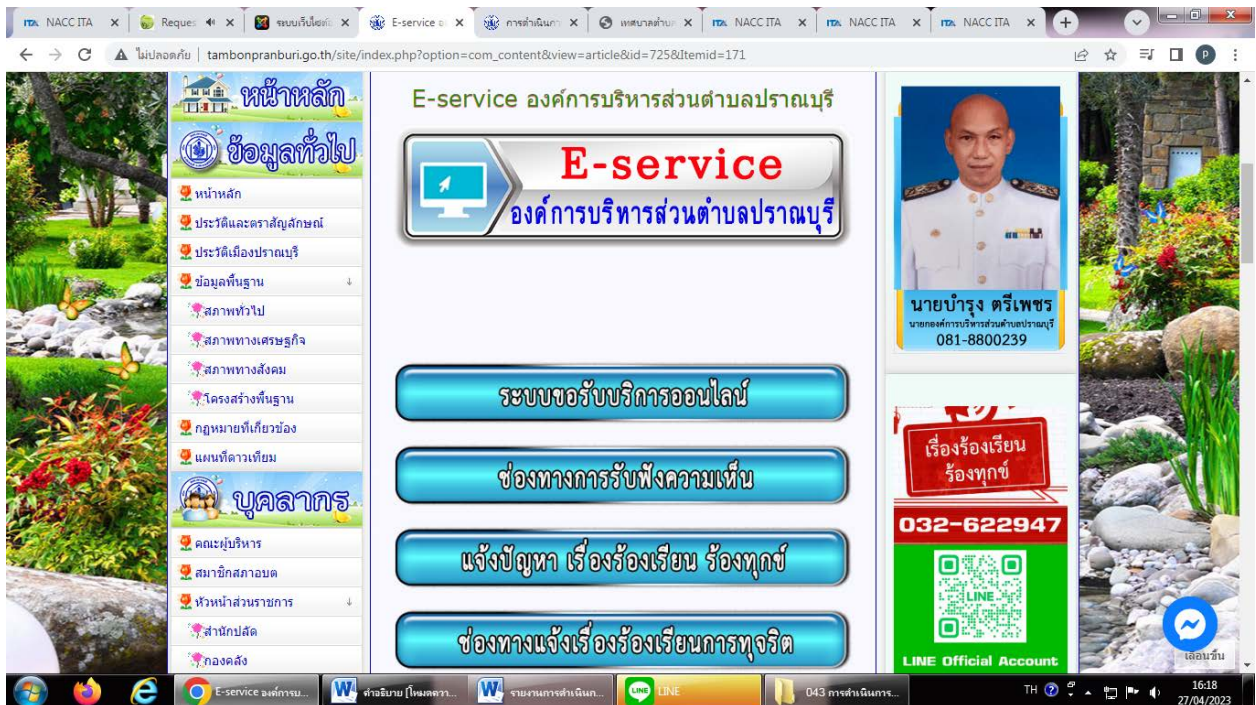 NACC ITA
Reques
ระบบเว็บไซต์อ
E-service อ
การดำเนินกา
เทศบาลตำบล
NACC ITA
NACC ITA
NACC ITA
ไม่ปลอดภัย
tambonpranburi.go.th/site/index.php?option=com_content&view=article&id=725&Itemid=171
หน้าหลัก
ข้อมูลทั่วไป
หน้าหลัก
ประวัติและตราสัญลักษณ์
ประวัติเมืองปราณบุรี
ข้อมูลพื้นฐาน
สภาพทั่วไป
สภาพทางเศรษฐกิจ
สภาพทางสังคม
โครงสร้างพื้นฐาน
กฎหมายที่เกี่ยวข้อง
แผนที่ดาวเทียม
บุคลากร
คณะผู้บริหาร
สมาชิกสภาอบต
หัวหน้าส่วนราชการ
สำนักปลัด
กองคลัง
E-service องค์การบริหารส่วนตำบลปราณบุรี
E-service
องค์การบริหารส่วนตำบลปราณบุรี
ระบบขอรับบริการออนไลน์
ช่องทางการรับฟังความเห็น
แจ้งปัญหา เรื่องร้องเรียน ร้องทุกข์
ช่องทางแจ้งเรื่องร้องเรียนการทุจริต
นายบำรุง ตรีเพชร
นายกองค์การบริหารส่วนตำบลปราณบุรี
081-8800239
เรื่องร้องเรียน
ร้องทุกข์
032-622947
LINE
LINE Official Account
เลื่อนขึ้น
E-service องค์การบ...
คำอธิบาย [โหมดควา...
รายงานการดำเนินก...
LINE
043 การดำเนินการ...
TH
16:18
27/04/2023